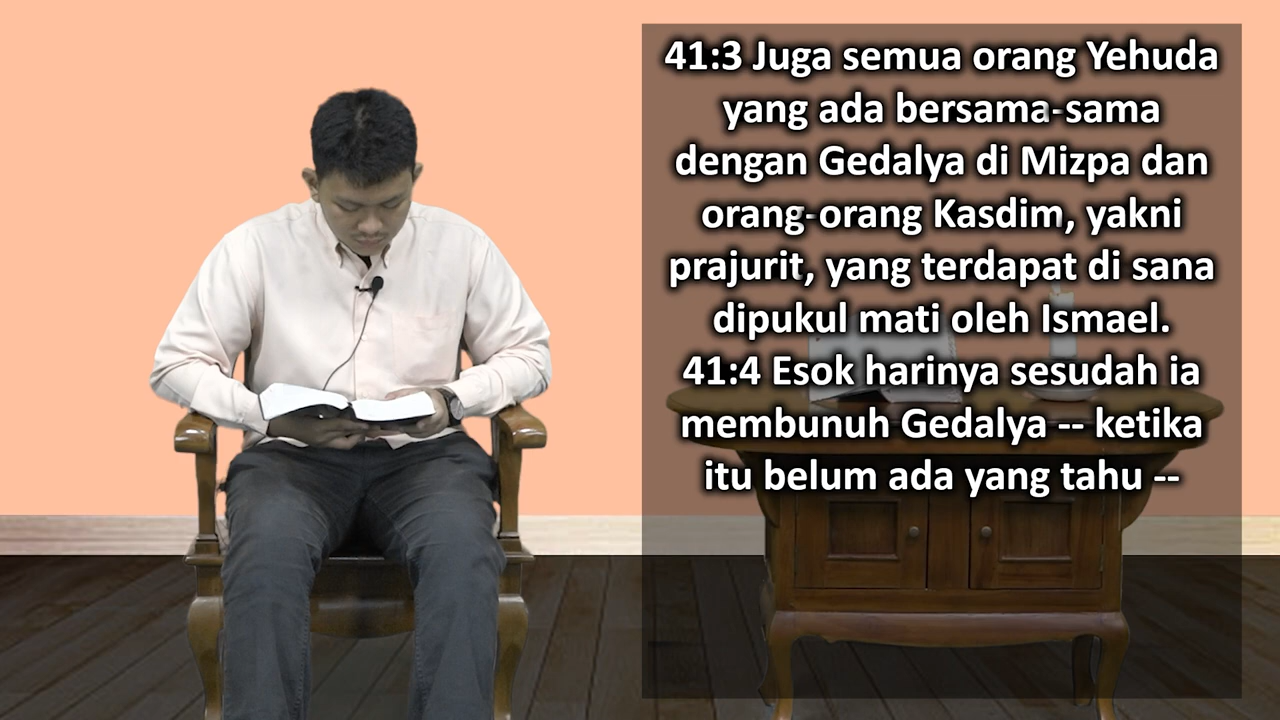 41:3 Juga semua orang Yehuda
yang ada bersama-sama
dengan Gedalya di Mizpa dan
orang-orang Kasdim, yakni
prajurit, yang terdapat di sana
dipukul mati oleh Ismael.
41:4 Esok harinya sesudah ia
membunuh Gedalya -- ketika
itu belum ada yang tahu --